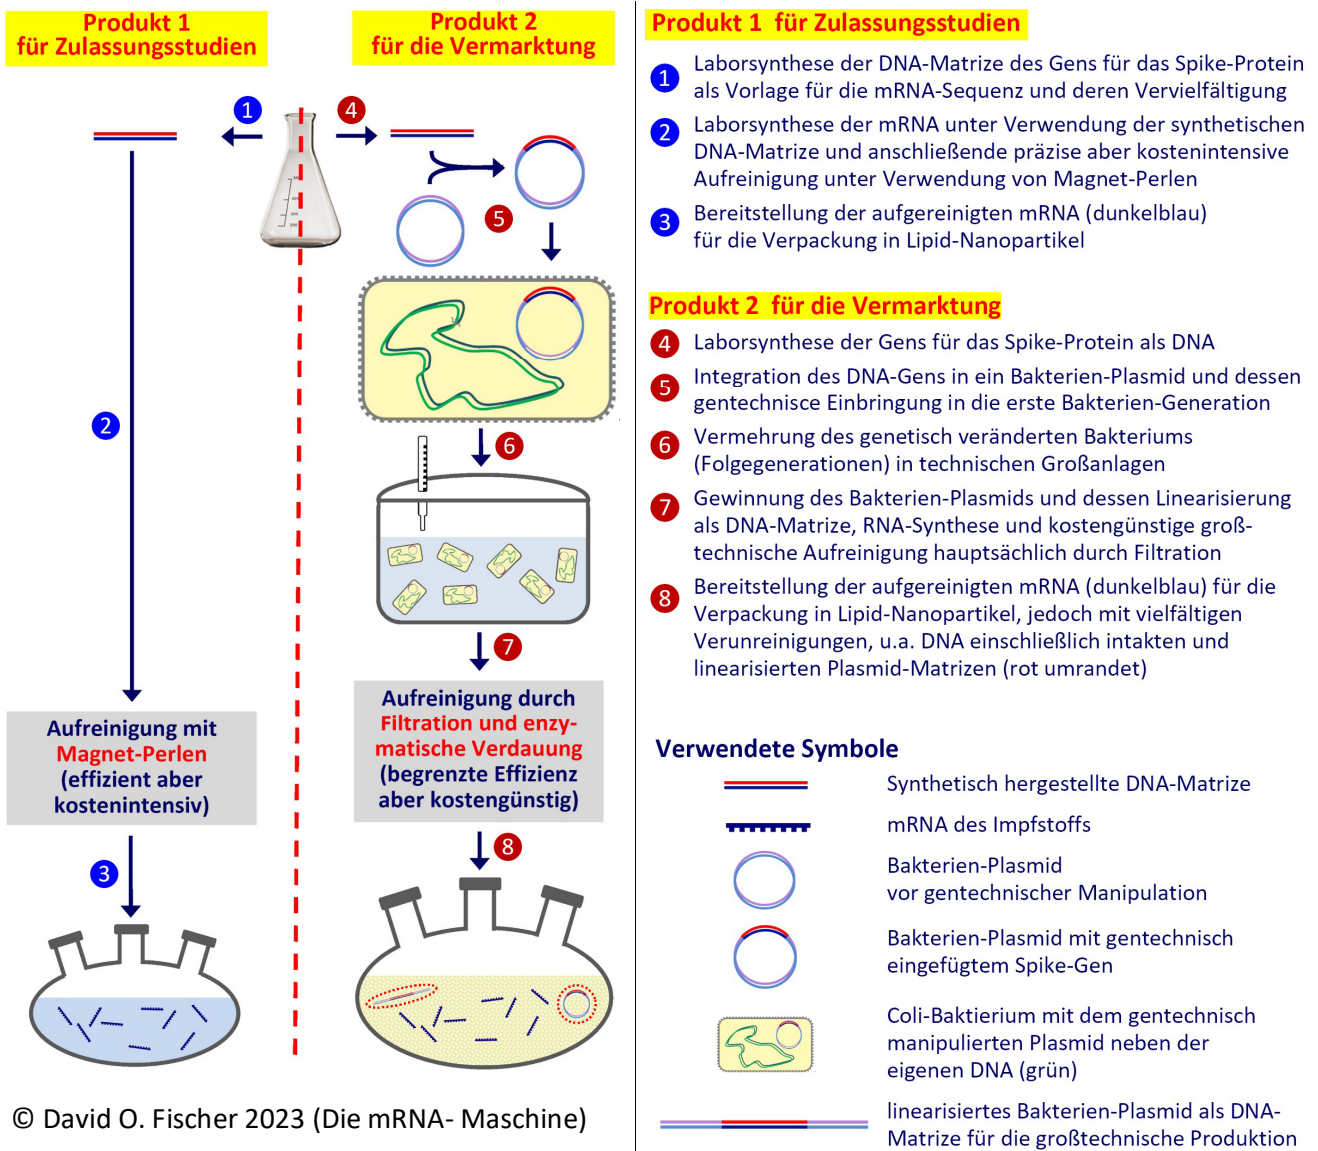 Produkt 1
für Zulassungsstudien
Produkt 2
für die Vermarktung
1
4
5
6
2
7
Aufreinigung mit
Magnet-Perlen
(effizient aber
kostenintensiv)
Aufreinigung durch
Filtration und enzy-
matische Verdauung
(begrenzte Effizienz
aber kostengünstig)
3
8
© David O. Fischer 2023 (Die mRNA- Maschine)
Produkt 1 für Zulassungsstudien
1 Laborsynthese der DNA-Matrize des Gens für das Spike-Protein
als Vorlage für die mRNA-Sequenz und deren Vervielfältigung
2 Laborsynthese der mRNA unter Verwendung der synthetischen
DNA-Matrize und anschließende präzise aber kostenintensive
Aufreinigung unter Verwendung von Magnet-Perlen
3 Bereitstellung der aufgereinigten mRNA (dunkelblau)
für die Verpackung in Lipid-Nanopartikel
Produkt 2 für die Vermarktung
4 Laborsynthese der Gens für das Spike-Protein als DNA
5 Integration des DNA-Gens in ein Bakterien-Plasmid und dessen
gentechnisce Einbringung in die erste Bakterien-Generation
6 Vermehrung des genetisch veränderten Bakteriums
(Folgegenerationen) in technischen Großanlagen
7 Gewinnung des Bakterien-Plasmids und dessen Linearisierung
als DNA-Matrize, RNA-Synthese und kostengünstige groß-
technische Aufreinigung hauptsächlich durch Filtration
8 Bereitstellung der aufgereinigten mRNA (dunkelblau) für die
Verpackung in Lipid-Nanopartikel, jedoch mit vielfältigen
Verunreinigungen, u.a. DNA einschließlich intakten und
linearisierten Plasmid-Matrizen (rot umrandet)
Verwendete Symbole
Synthetisch hergestellte DNA-Matrize
mRNA des Impfstoffs
Bakterien-Plasmid
vor gentechnischer Manipulation
Bakterien-Plasmid mit gentechnisch
eingefügtem Spike-Gen
Coli-Baktierium mit dem gentechnisch
manipulierten Plasmid neben der
eigenen DNA (grün)
linearisiertes Bakterien-Plasmid als DNA-
Matrize für die großtechnische Produktion